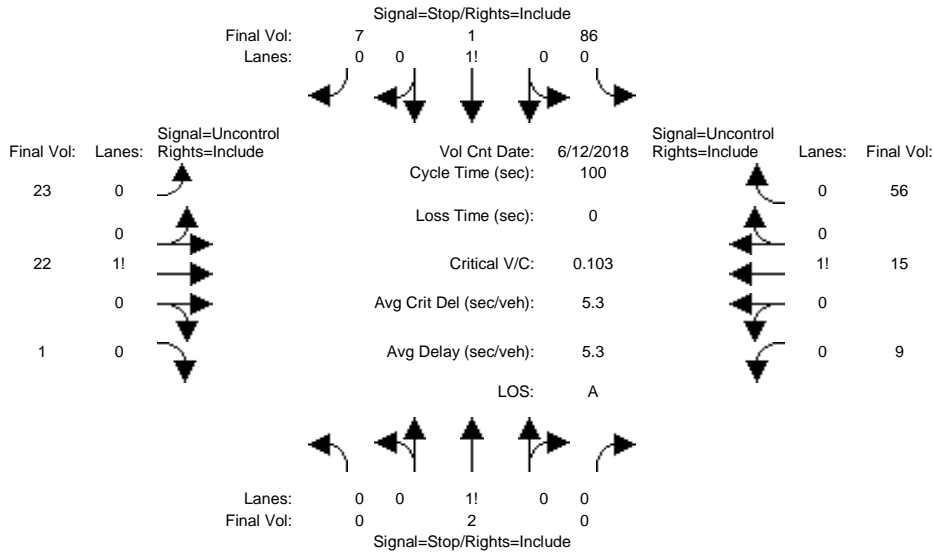 Signal=Stop/Rights=Include
Final Vol: 7 1 86
Lanes: 0 0 1! 0 0
Signal=Uncontrol
Final Vol: Lanes: Rights=Include
Vol Cnt Date: 6/12/2018
Signal=Uncontrol
Rights=Include Lanes: Final Vol:
Cycle Time (sec): 100
23 0
0 56
Loss Time (sec): 0
0
0
22 1!
Critical V/C: 0.103
1! 15
0
Avg Crit Del (sec/veh): 5.3
0
1 0
Avg Delay (sec/veh): 5.3
0 9
LOS: A
Lanes: 0 0 1! 0 0
Final Vol: 0 2 0
Signal=Stop/Rights=Include